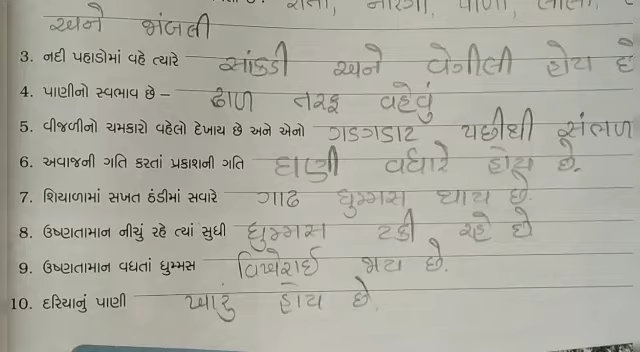 રાતા, નારંગી, પીળા, લીલા,
અને જાંબલી
3. નદી પહાડોમાં વહે ત્યારે સાંકડી અને વેગીલી હોય છે
4. પાણીનો સ્વભાવ છે – ઢાળ તરફ વહેવું
5. વીજળીનો ચમકારો વહેલો દેખાય છે અને એનો ગડગડાટ પછીથી સંભળ
6. અવાજની ગતિ કરતાં પ્રકાશની ગતિ ઘણી વધારે હોય છે.
7. શિયાળામાં સખત ઠંડીમાં સવારે ગાઢ ધુમ્મસ થાય છે.
8. ઉષ્ણતામાન નીચું રહે ત્યાં સુધી ધુમ્મસ ટકી રહે છે
9. ઉષ્ણતામાન વધતાં ધુમ્મસ વિખેરાઈ જાય છે.
10. દરિયાનું પાણી ખારું હોય છે.